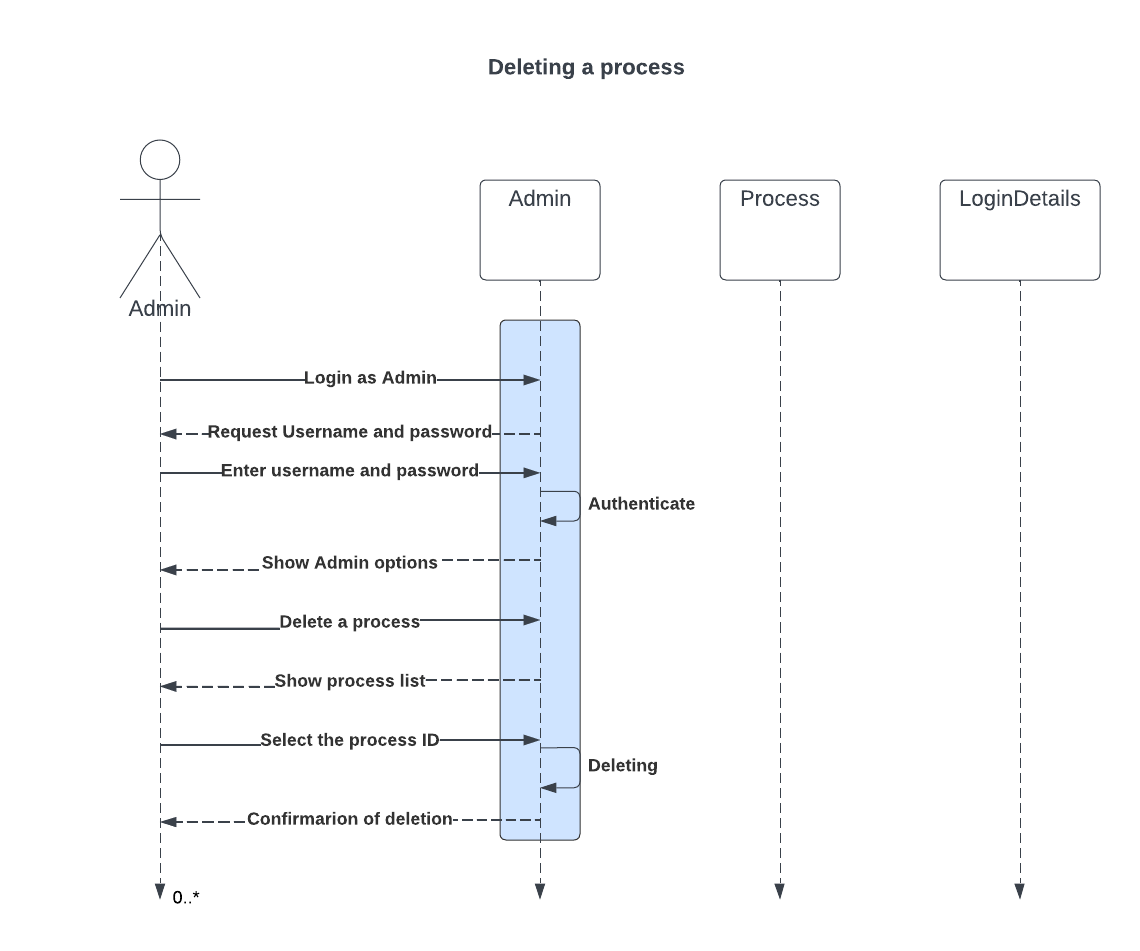 Deleting a process
Admin
Admin
Process
LoginDetails
Login as Admin
Request Username and password
Enter username and password
Authenticate
Show Admin options
Delete a process
Show process list
Select the process ID
Deleting
Confirmarion of deletion
0..*